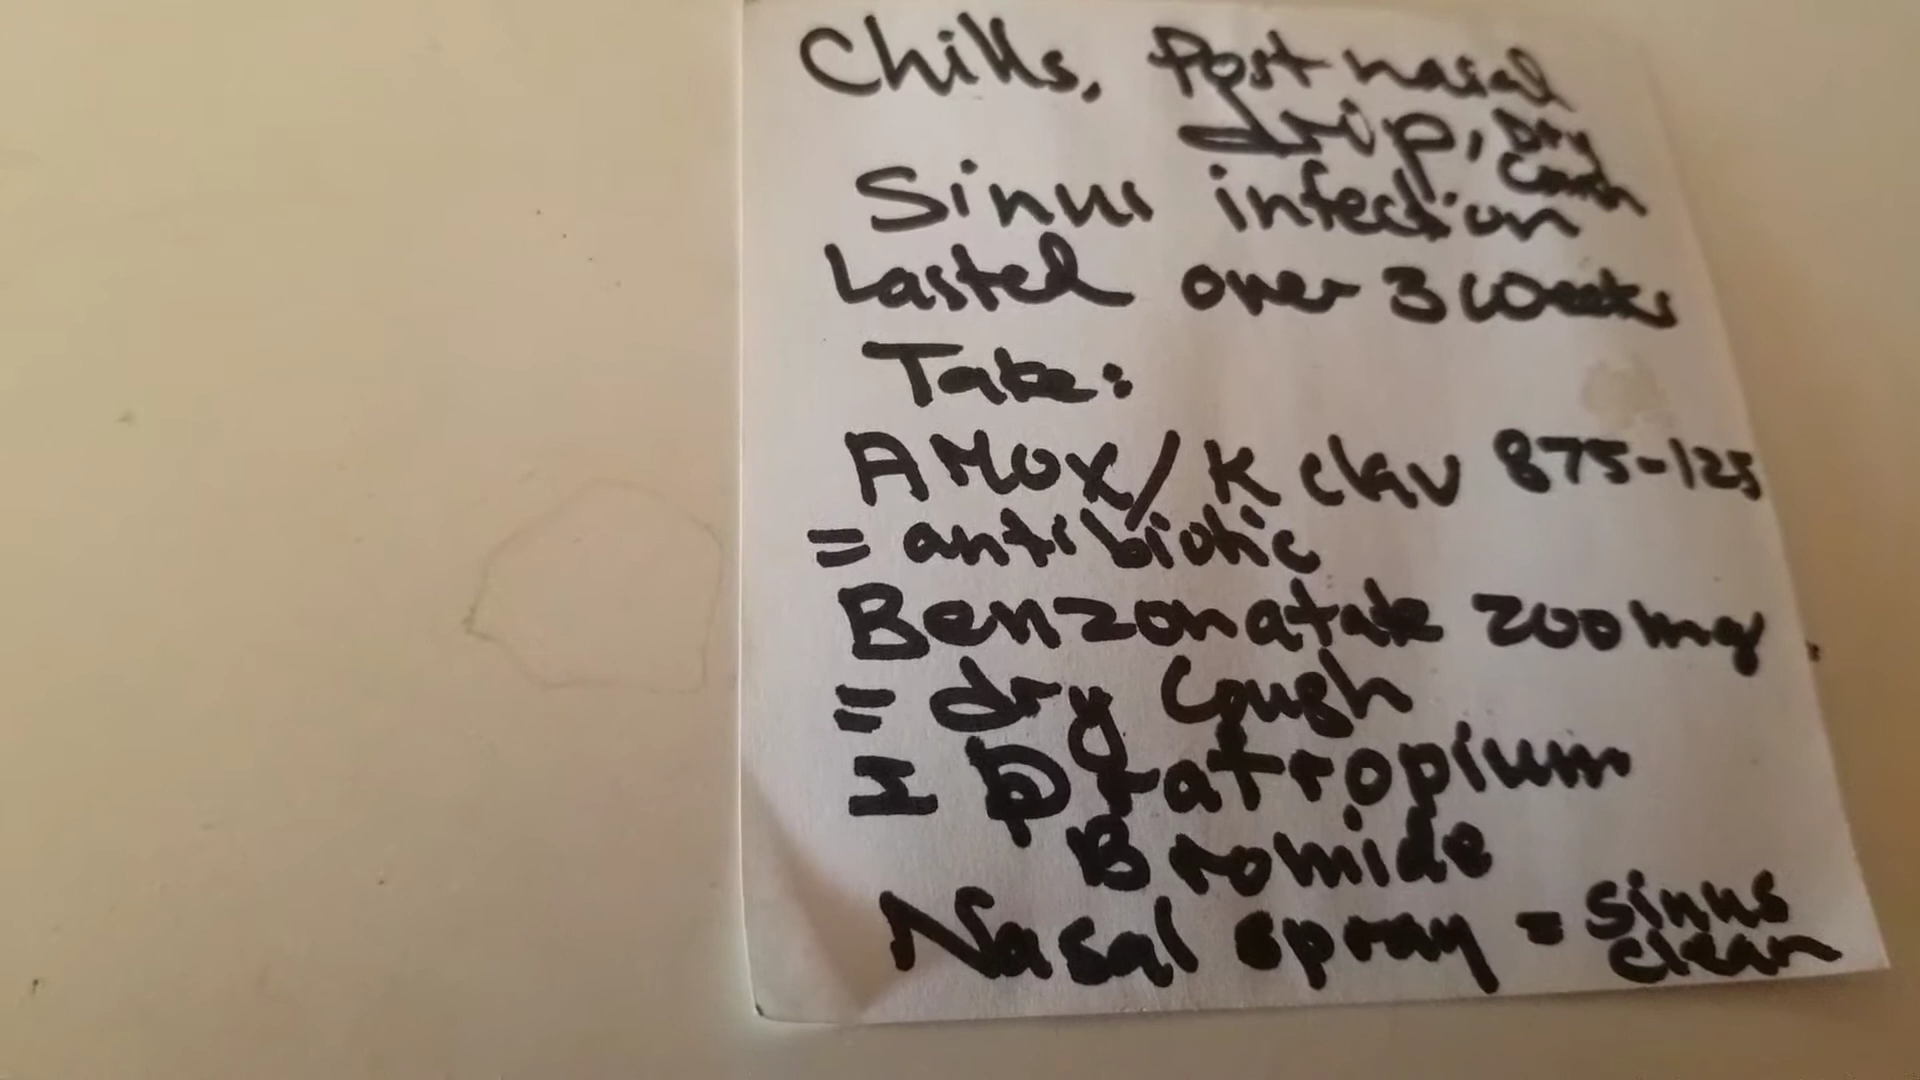 Chills, Post nasal
drip, Dry
Cough
Sinus infection
Lasted over 3 weeks
Take:
AMOX/K clav 875-125
= antibiotic
Benzonatate 200mg
= dry Cough
I pratropium
Bromide
Nasal spray = sinus
clean